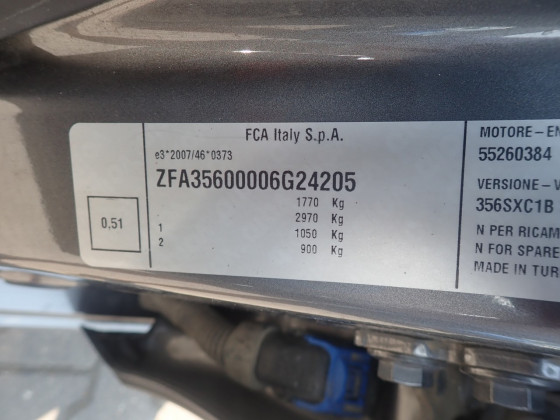 FCA Italy S.p.A.
e3*2007/46*0373
ZFA35600006G24205
1770 Kg
- 2970 Kg
1 1050 Kg
2 900 Kg
0,51
MOTORE-EN
55260384
VERSIONE-V
356SXC1B
N PER RICAM
N FOR SPARE
MADE IN TUR